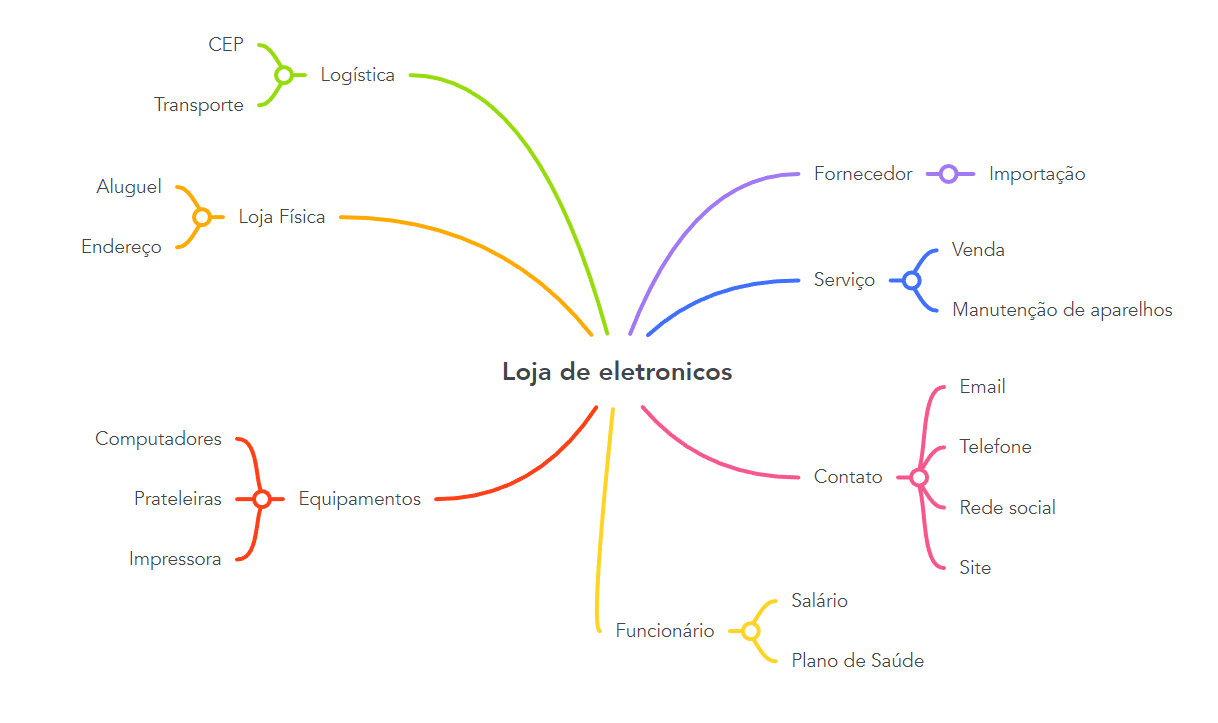 Loja de eletronicos
Logística
CEP
Transporte
Loja Física
Aluguel
Endereço
Equipamentos
Computadores
Prateleiras
Impressora
Fornecedor
Importação
Serviço
Venda
Manutenção de aparelhos
Contato
Email
Telefone
Rede social
Site
Funcionário
Salário
Plano de Saúde